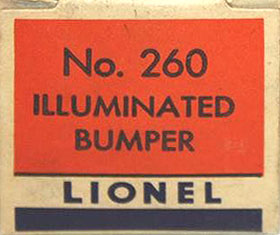 No. 260
ILLUMINATED
BUMPER
LIONEL